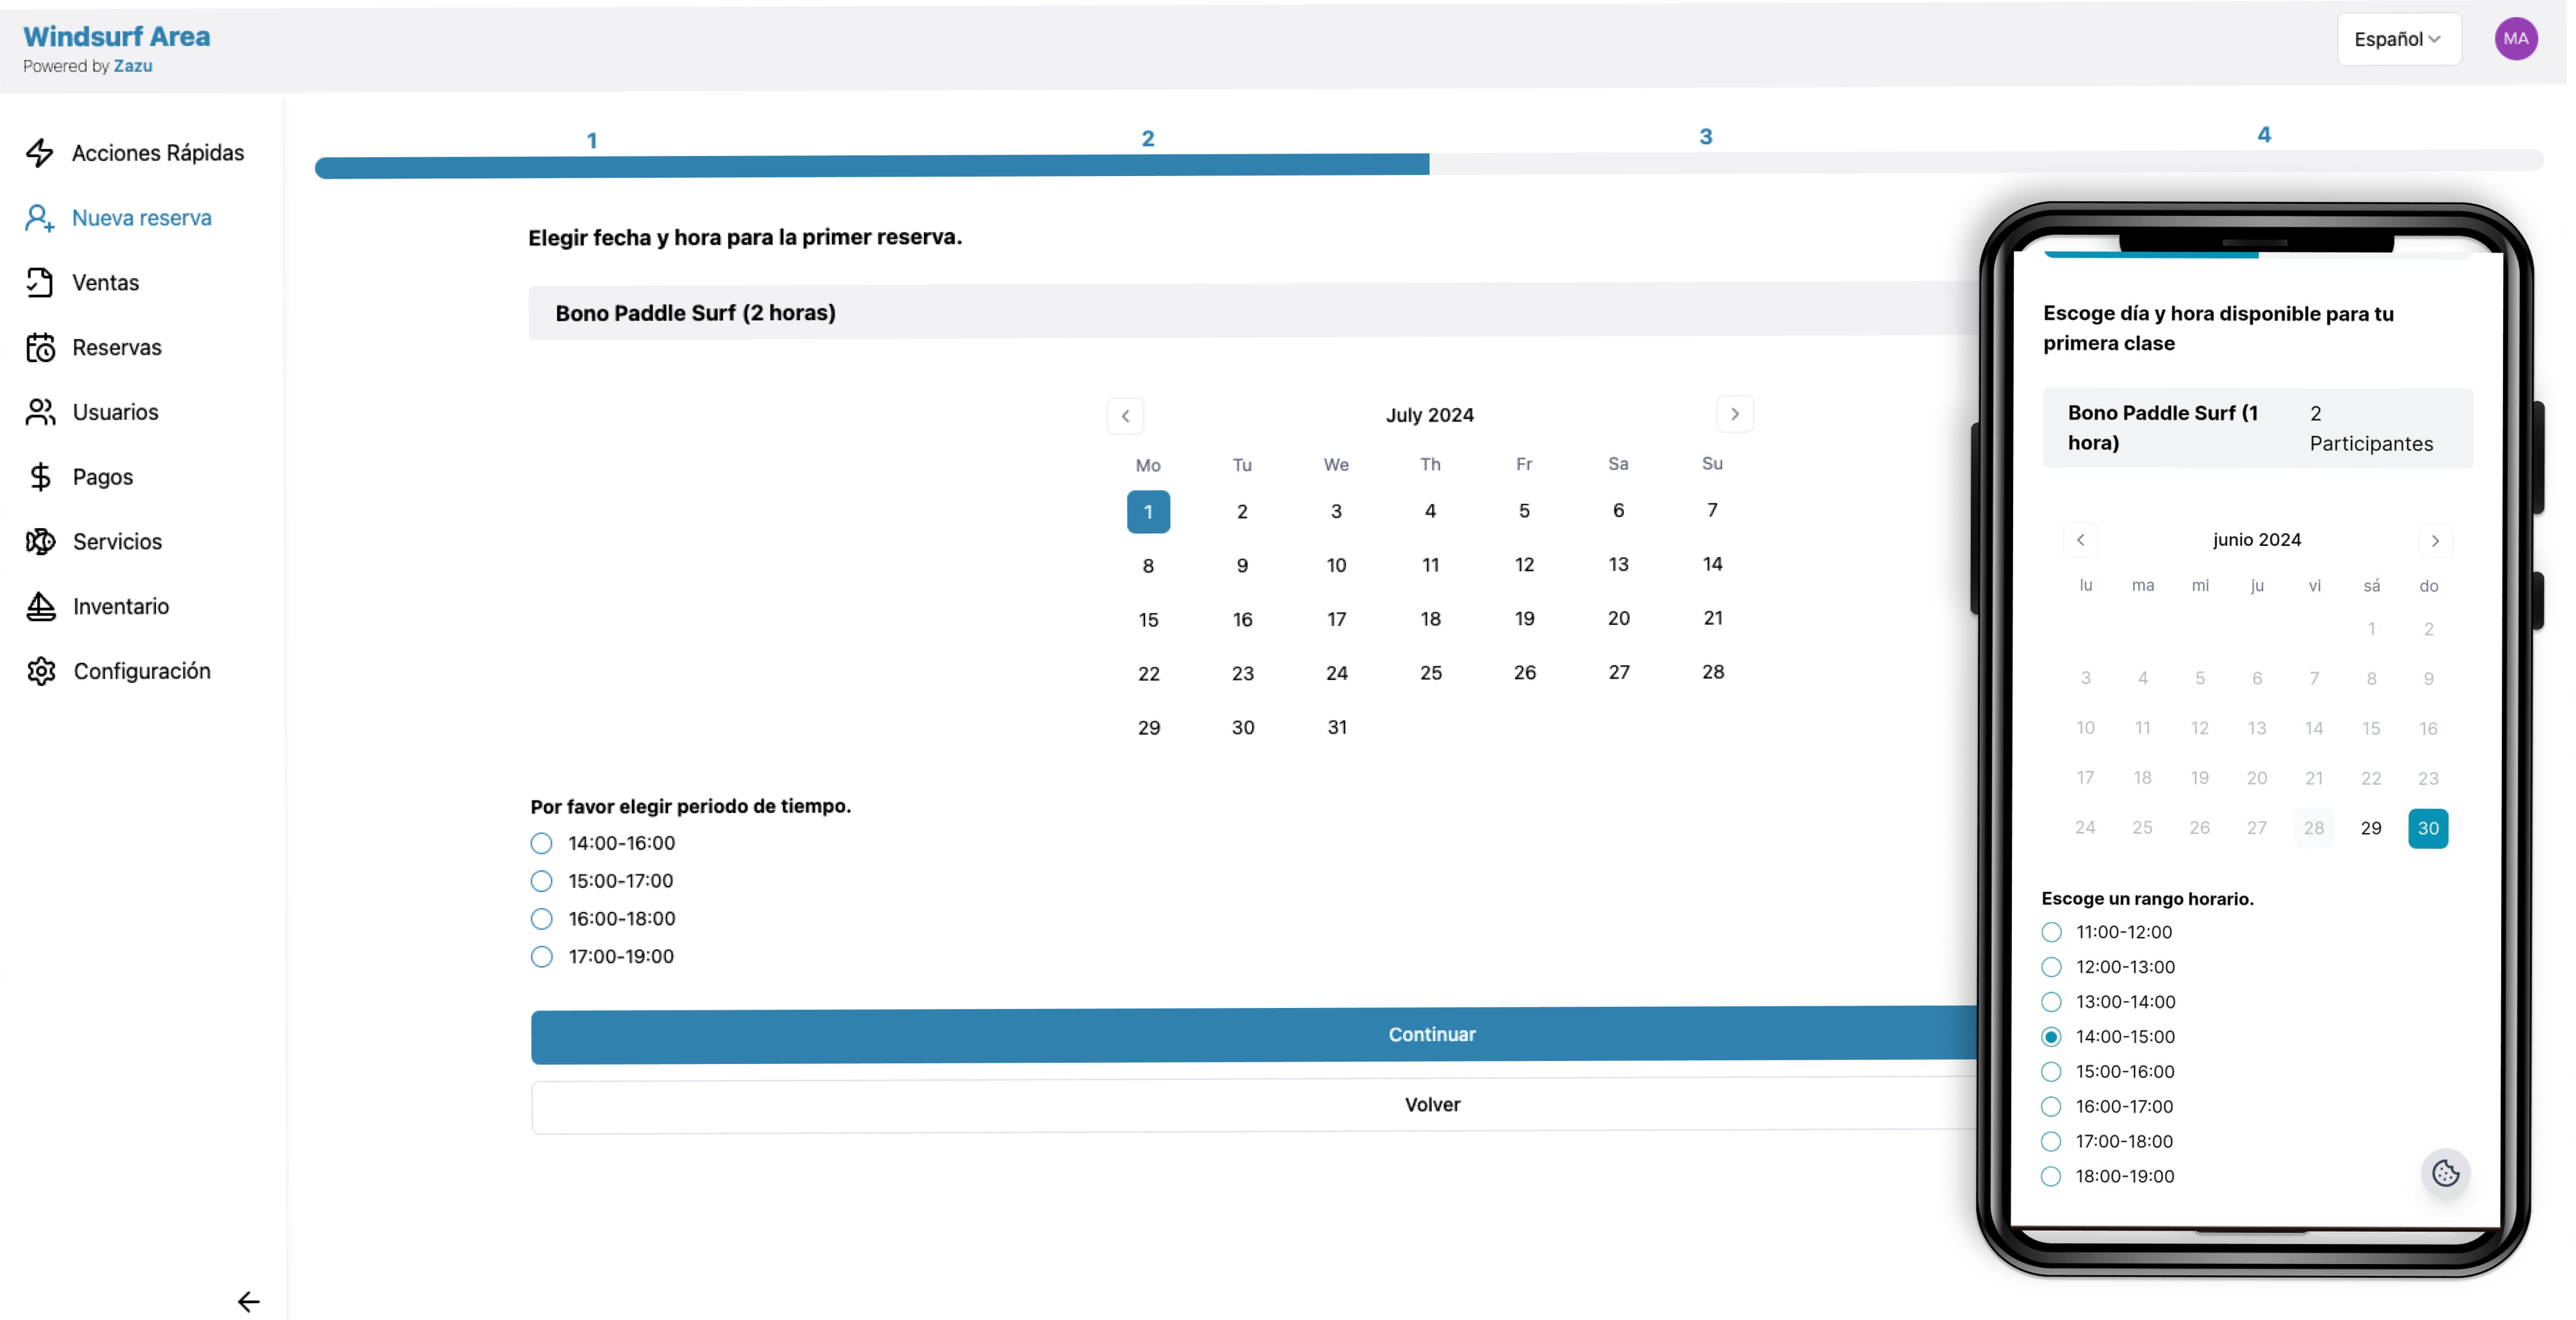 Windsurf Area
Powered by Zazu
Español
MA
Acciones Rápidas
Nueva reserva
Ventas
Reservas
Usuarios
Pagos
Servicios
Inventario
Configuración
1 2 3 4
Elegir fecha y hora para la primer reserva.
Bono Paddle Surf (2 horas)
July 2024
Mo Tu We Th Fr Sa Su
1 2 3 4 5 6 7
8 9 10 11 12 13 14
15 16 17 18 19 20 21
22 23 24 25 26 27 28
29 30 31
Por favor elegir periodo de tiempo.
14:00-16:00
15:00-17:00
16:00-18:00
17:00-19:00
Continuar
Volver
Escoge día y hora disponible para tu
primera clase
Bono Paddle Surf (1
hora)
2
Participantes
junio 2024
lu ma mi ju vi sá do
1 2
3 4 5 6 7 8 9
10 11 12 13 14 15 16
17 18 19 20 21 22 23
24 25 26 27 28 29 30
Escoge un rango horario.
11:00-12:00
12:00-13:00
13:00-14:00
14:00-15:00
15:00-16:00
16:00-17:00
17:00-18:00
18:00-19:00